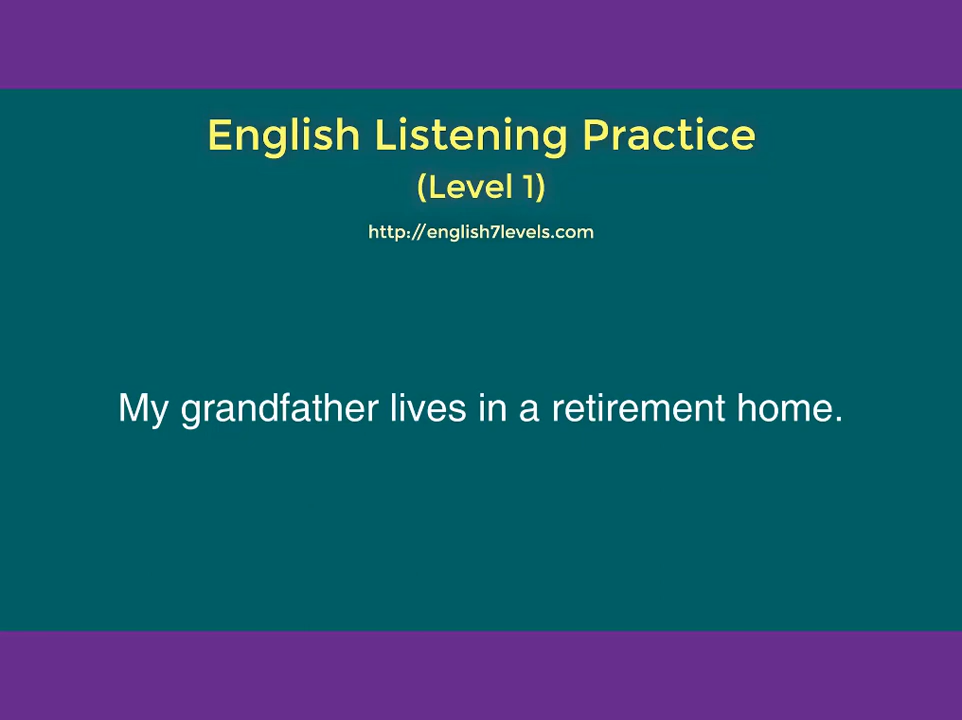 English Listening Practice
(Level 1)
http://english7levels.com
My grandfather lives in a retirement home.